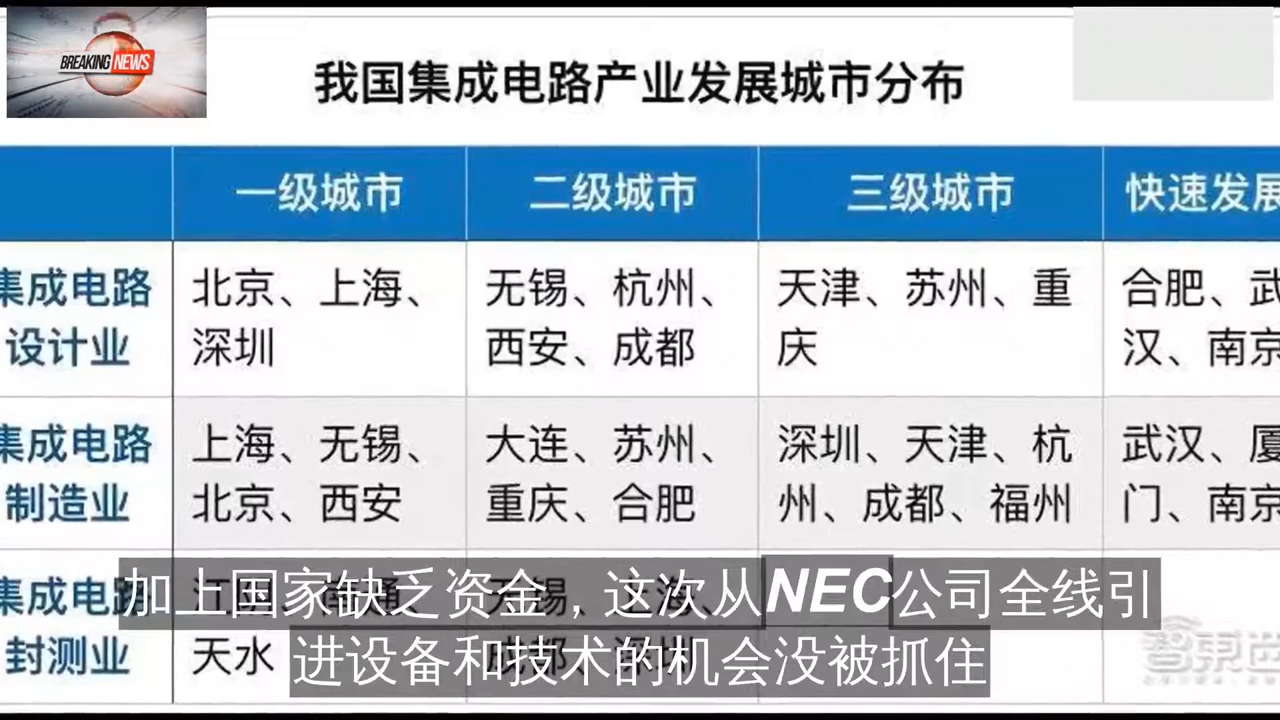 BREAKING NEWS
我国集成电路产业发展城市分布
一级城市 二级城市 三级城市 快速发展
集成电路 北京、上海、 无锡、杭州、 天津、苏州、重 合肥、武
设计业 深圳 西安、成都 庆 汉、南京
集成电路 上海、无锡、 大连、苏州、 深圳、天津、杭 武汉、厦
制造业 北京、西安 重庆、合肥 州、成都、福州 门、南京
集成电路
加上国家缺乏资金，这次从NEC公司全线引
封测业 天水
进设备和技术的机会没被抓住